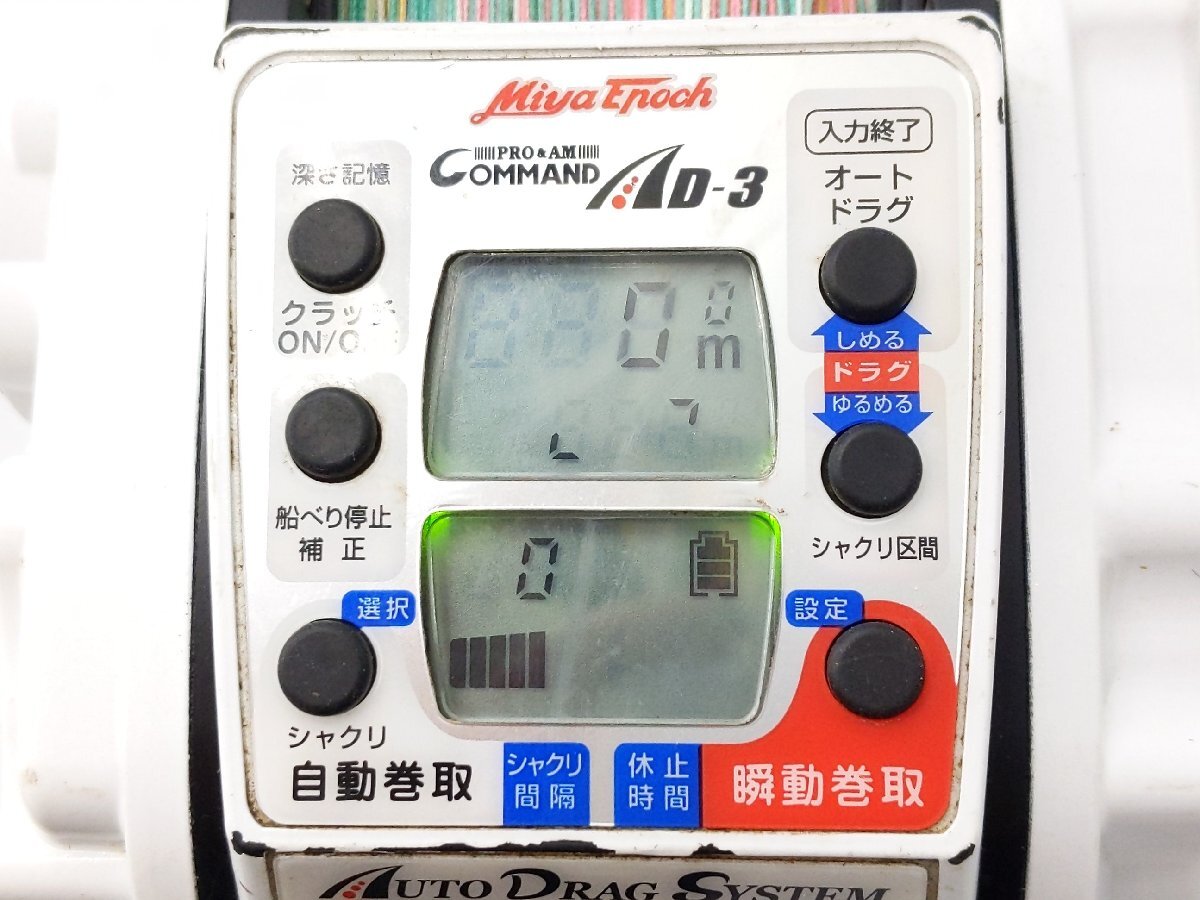 Miya Epoch
PRO & AM
COMMAND AD-3
深さ記憶
クラッチ
ON/O
船べり停止
補正
選択
シャクリ
自動巻取
0 0
m
0
シャクリ
間隔
休止
時間
入力終了
オート
ドラグ
しめる
ドラグ
ゆるめる
シャクリ区間
設定
瞬動巻取
AUTO DRAG SYSTEM